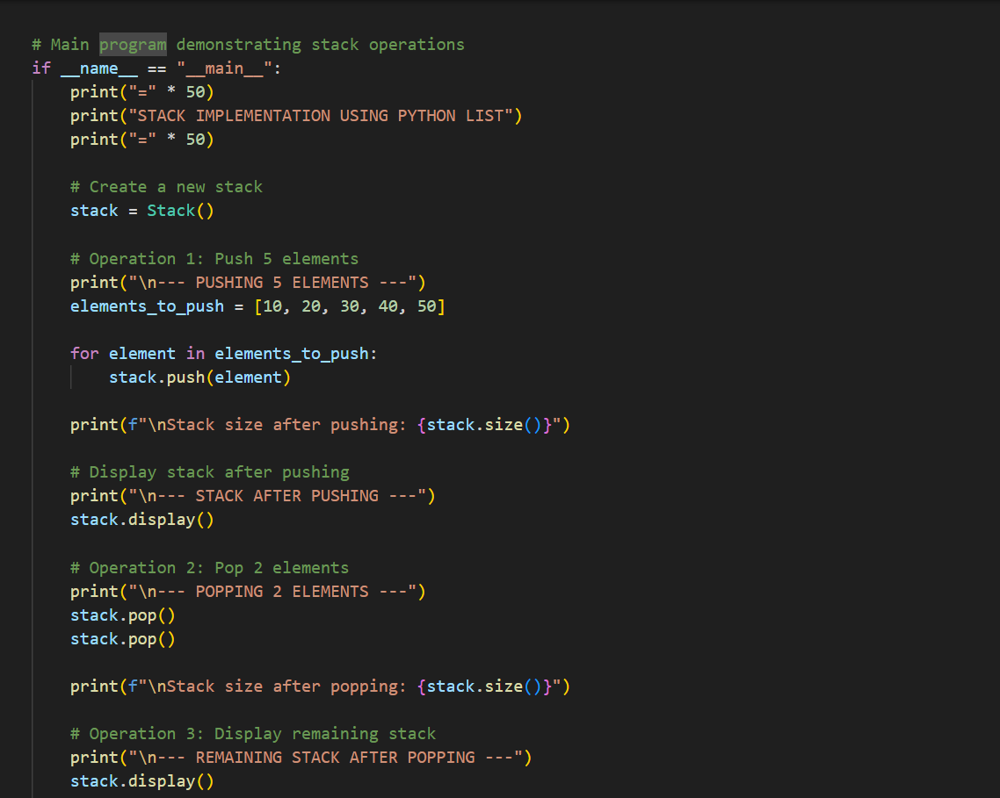 # Main program demonstrating stack operations
if __name__ == "__main__":
    print("=" * 50)
    print("STACK IMPLEMENTATION USING PYTHON LIST")
    print("=" * 50)

    # Create a new stack
    stack = Stack()

    # Operation 1: Push 5 elements
    print("\n--- PUSHING 5 ELEMENTS ---")
    elements_to_push = [10, 20, 30, 40, 50]

    for element in elements_to_push:
        stack.push(element)

    print(f"\nStack size after pushing: {stack.size()}")

    # Display stack after pushing
    print("\n--- STACK AFTER PUSHING ---")
    stack.display()

    # Operation 2: Pop 2 elements
    print("\n--- POPPING 2 ELEMENTS ---")
    stack.pop()
    stack.pop()

    print(f"\nStack size after popping: {stack.size()}")

    # Operation 3: Display remaining stack
    print("\n--- REMAINING STACK AFTER POPPING ---")
    stack.display()